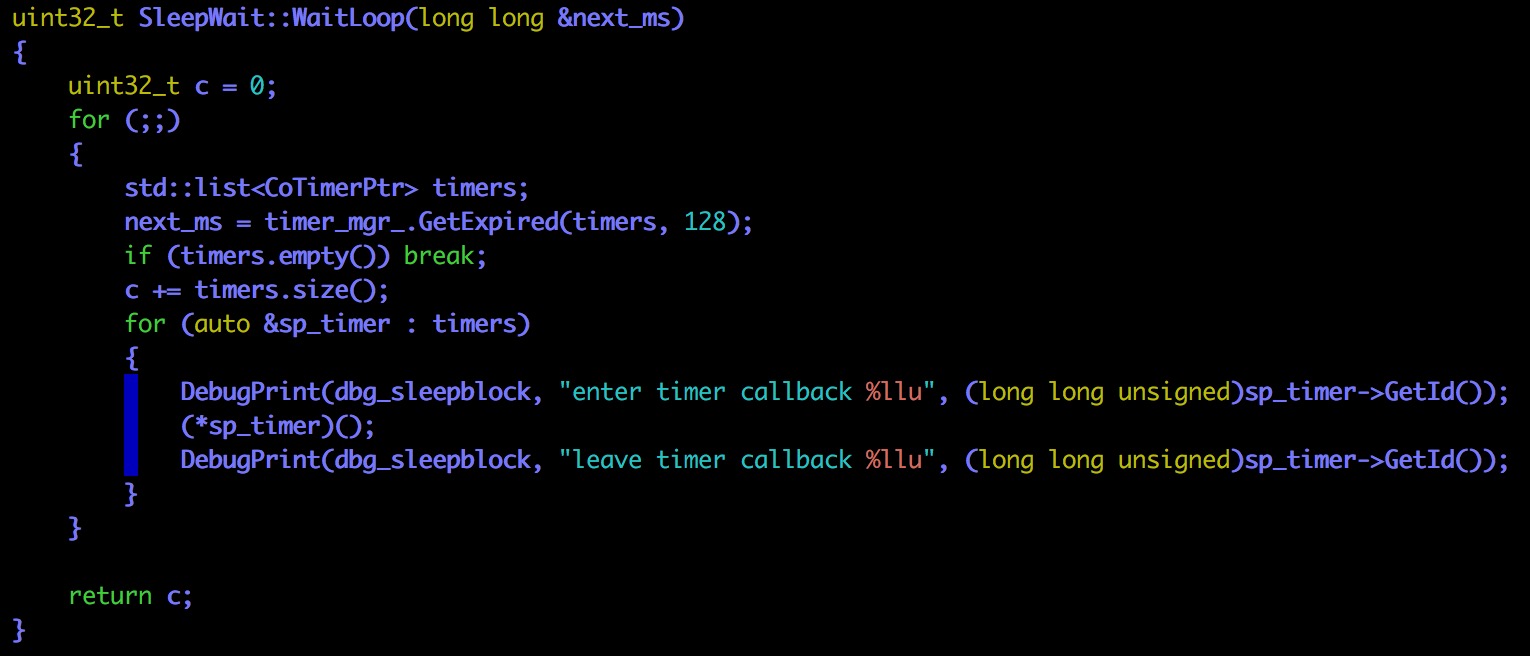 uint32_t SleepWait::WaitLoop(long long &next_ms)
{
    uint32_t c = 0;
    for (;;)
    {
        std::list<CoTimerPtr> timers;
        next_ms = timer_mgr_.GetExpired(timers, 128);
        if (timers.empty()) break;
        c += timers.size();
        for (auto &sp_timer : timers)
        {
            DebugPrint(dbg_sleepblock, "enter timer callback %llu", (long long unsigned)sp_timer->GetId());
            (*sp_timer)();
            DebugPrint(dbg_sleepblock, "leave timer callback %llu", (long long unsigned)sp_timer->GetId());
        }
    }

    return c;
}